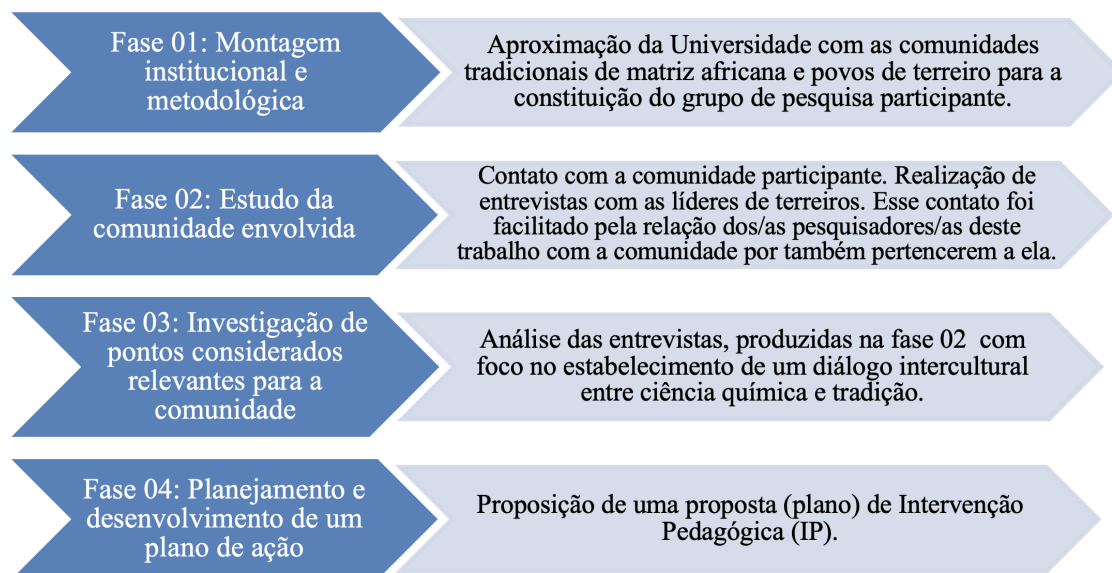 Fase 01: Montagem
institucional e
metodológica
Aproximação da Universidade com as comunidades
tradicionais de matriz africana e povos de terreiro para a
constituição do grupo de pesquisa participante.
Fase 02: Estudo da
comunidade envolvida
Contato com a comunidade participante. Realização de
entrevistas com as líderes de terreiros. Esse contato foi
facilitado pela relação dos/as pesquisadores/as deste
trabalho com a comunidade por também pertencerem a ela.
Fase 03: Investigação de
pontos considerados
relevantes para a
comunidade
Análise das entrevistas, produzidas na fase 02 com
foco no estabelecimento de um diálogo intercultural
entre ciência química e tradição.
Fase 04: Planejamento e
desenvolvimento de um
plano de ação
Proposição de uma proposta (plano) de Intervenção
Pedagógica (IP).